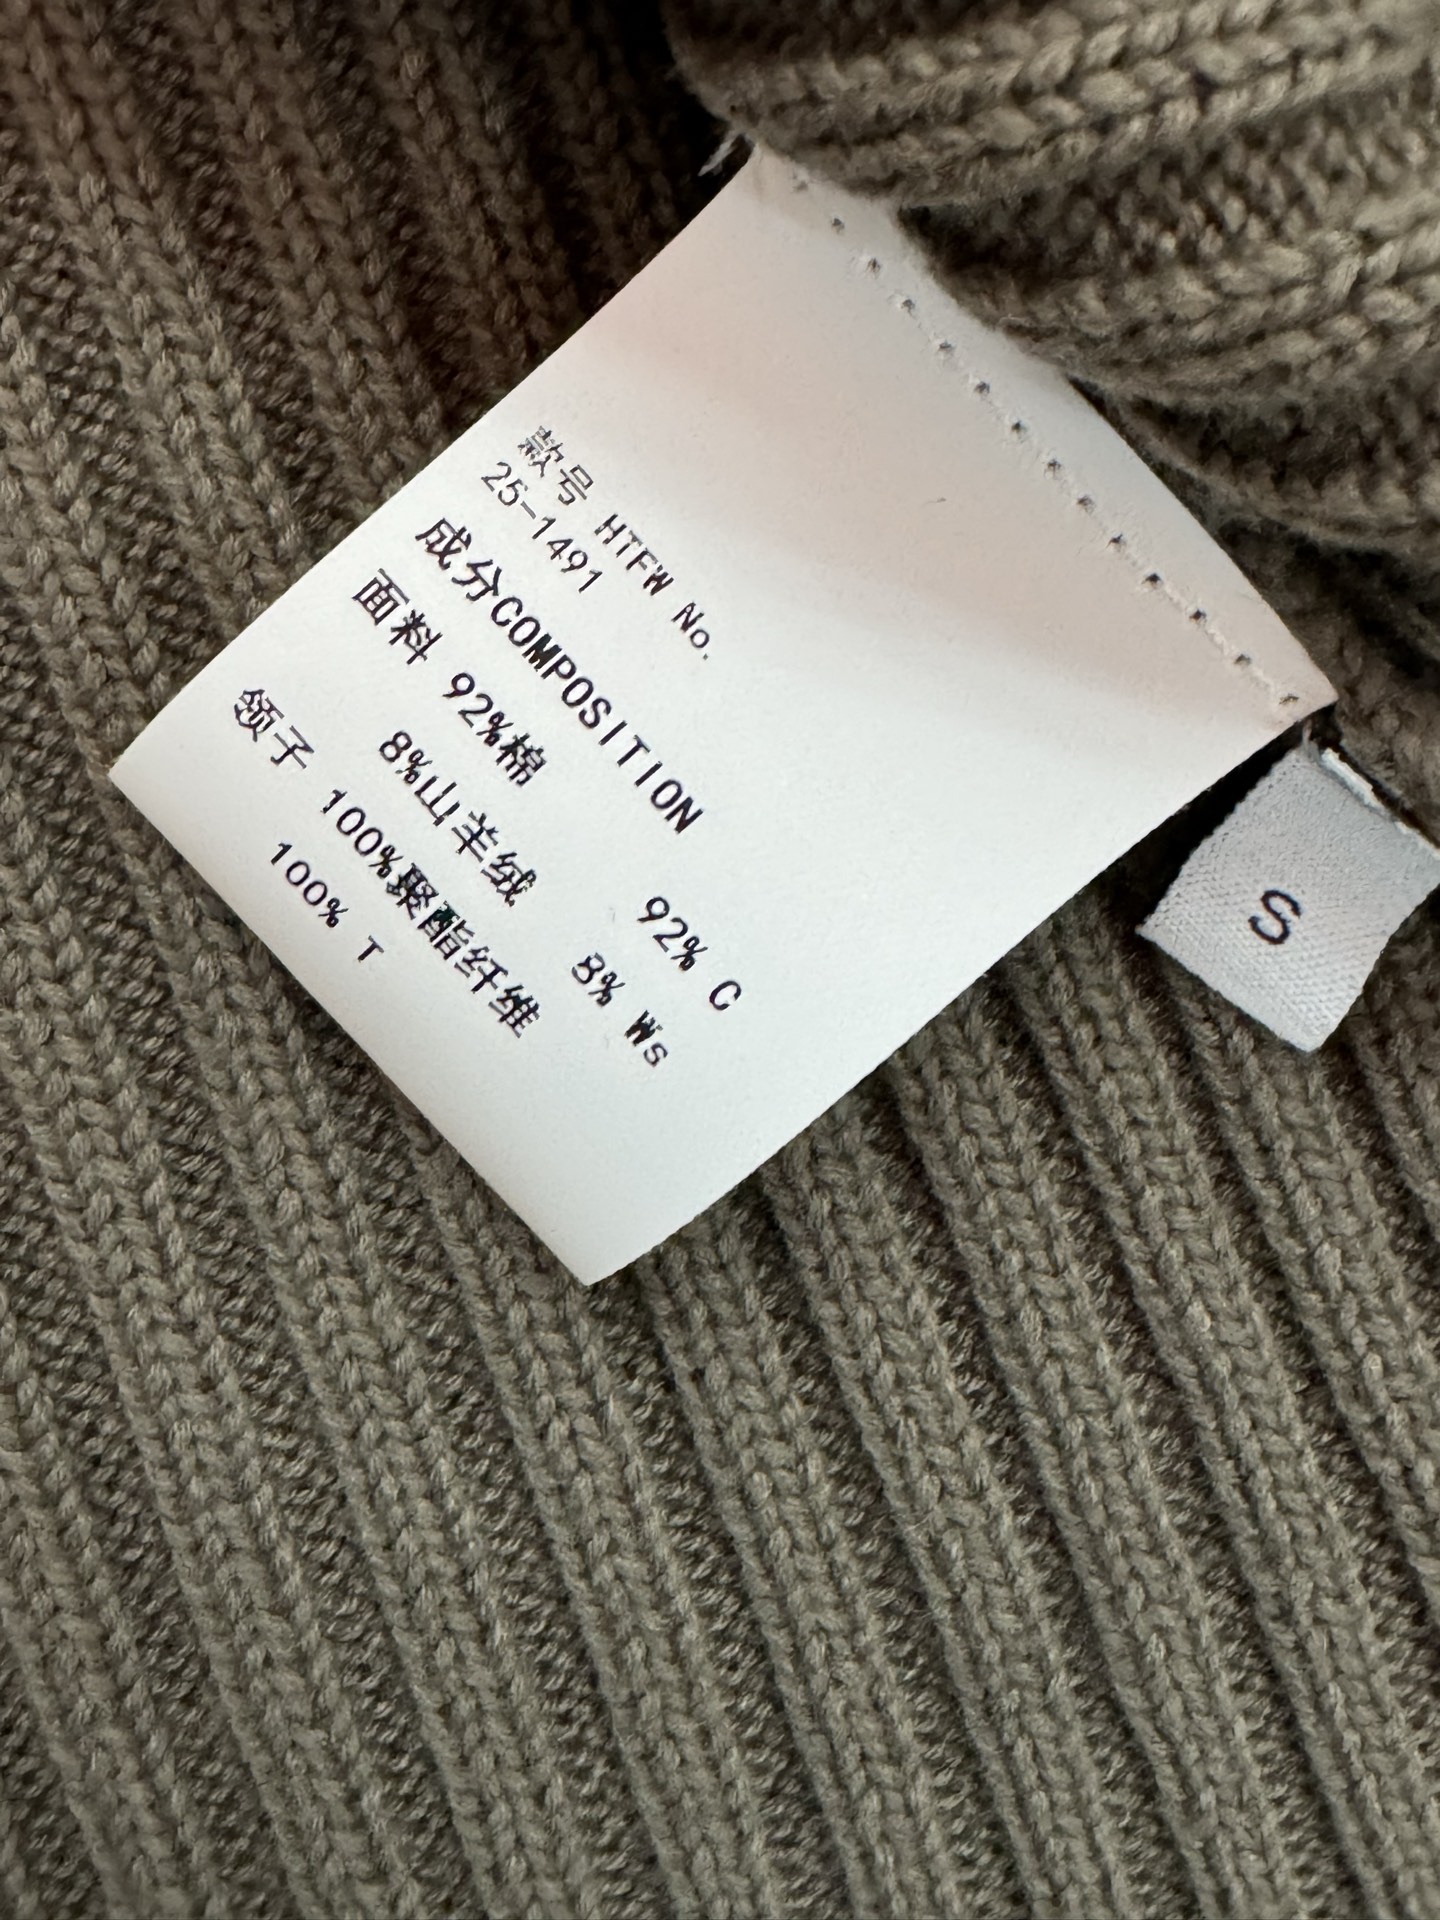 款号 HTFW No.
25-1491
成分COMPOSITION
面料 92%棉 92% C
8%山羊绒 8% Ws
领子 100%聚酯纤维
100% T
S